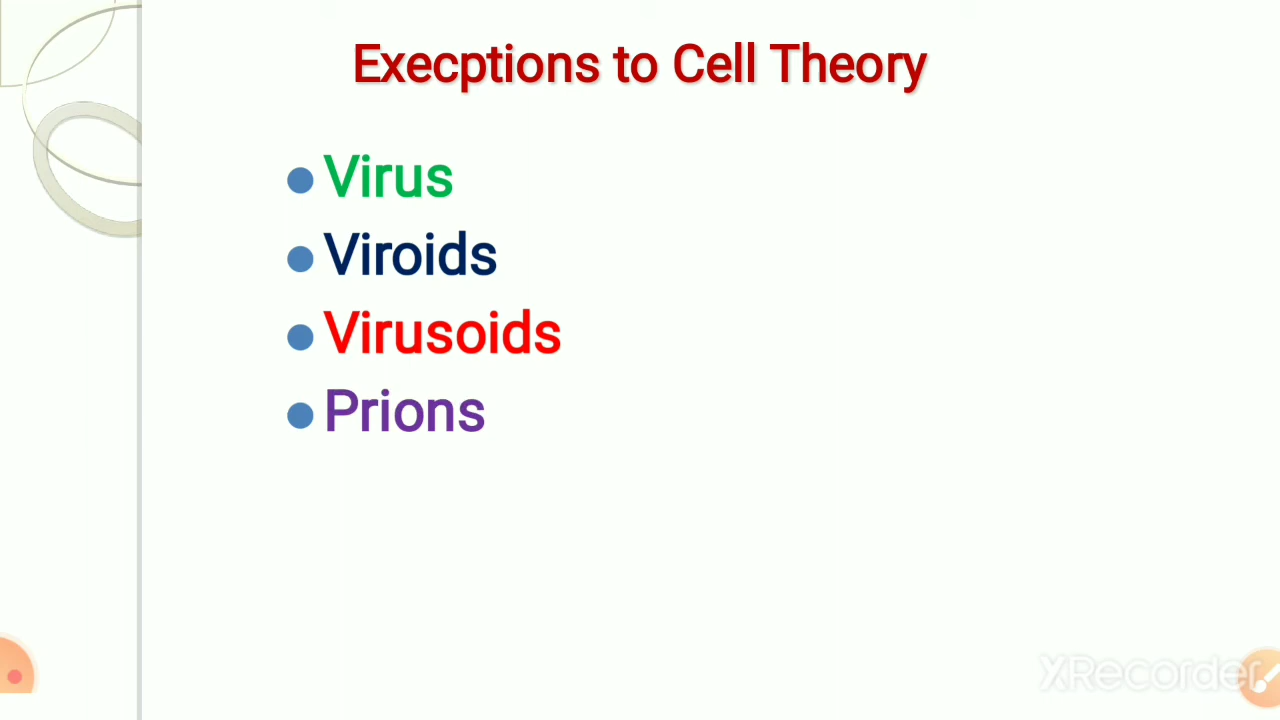 Execptions to Cell Theory
Virus
Viroids
Virusoids
Prions
XRecorder